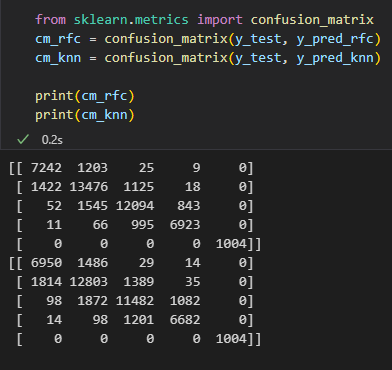 from sklearn.metrics import confusion_matrix
cm_rfc = confusion_matrix(y_test, y_pred_rfc)
cm_knn = confusion_matrix(y_test, y_pred_knn)
print(cm_rfc)
print(cm_knn)
✓ 0.2s
[[ 7242  1203    25     9     0]
 [ 1422 13476  1125    18     0]
 [   52  1545 12094   843     0]
 [   11    66   995  6923     0]
 [    0     0     0     0  1004]]
[[ 6950  1486    29    14     0]
 [ 1814 12803  1389    35     0]
 [   98  1872 11482  1082     0]
 [   14    98  1201  6682     0]
 [    0     0     0     0  1004]]